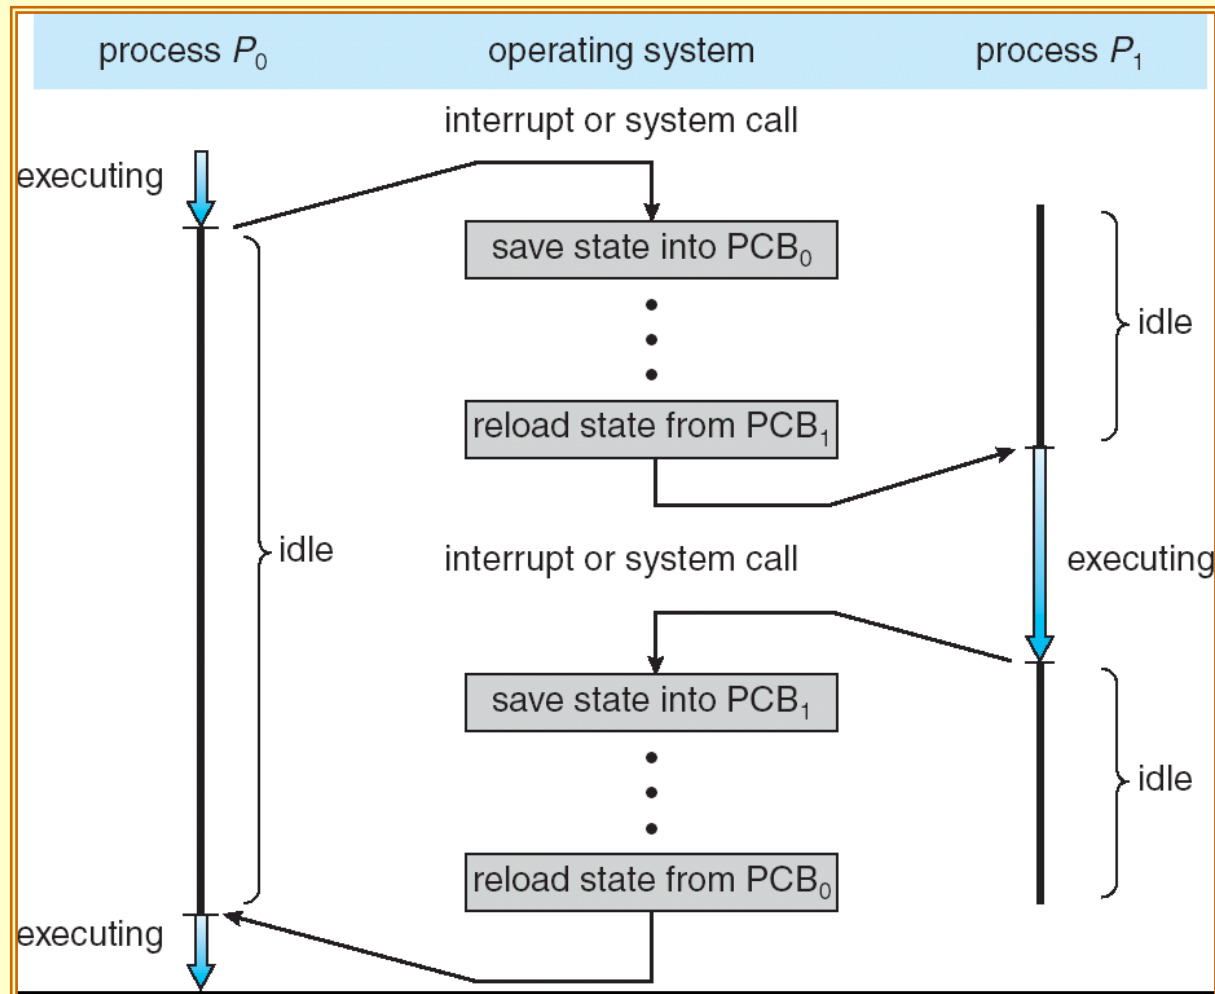 process P₀ operating system process P₁
interrupt or system call
executing
save state into PCB₀
idle
reload state from PCB₁
idle
interrupt or system call
executing
save state into PCB₁
idle
reload state from PCB₀
executing